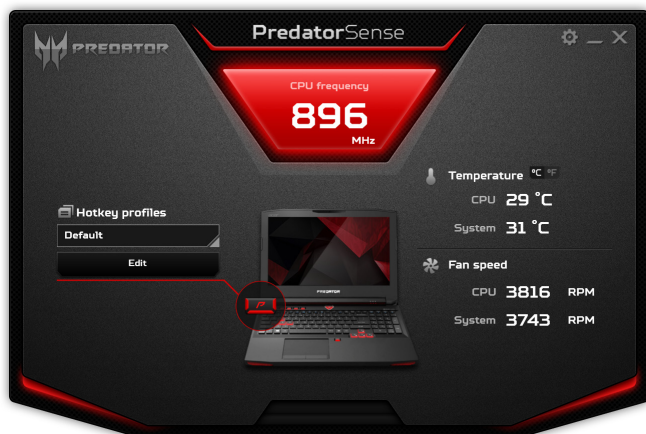 PREDATOR
PredatorSense
CPU frequency
896
MHz
Temperature °C °F
CPU 29 °C
System 31 °C
Hotkey profiles
Default
Edit
Fan speed
CPU 3816 RPM
System 3743 RPM
PREDATOR
P